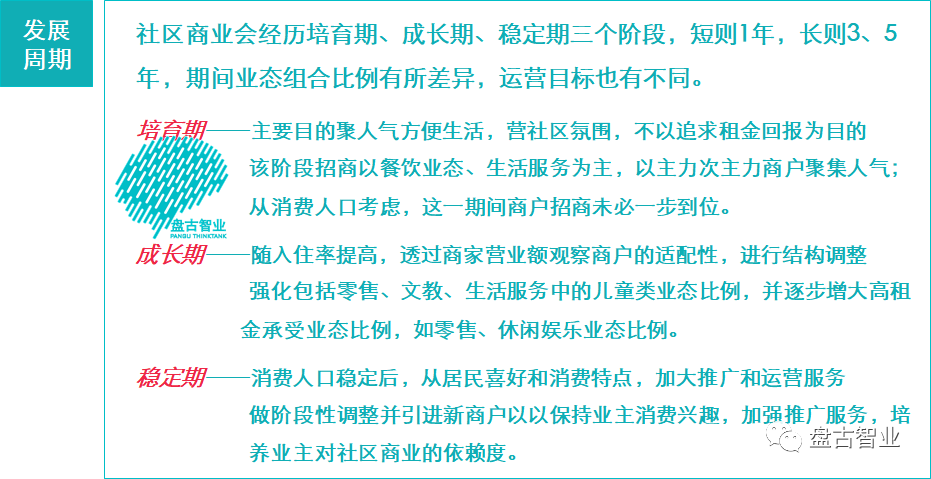 发展
周期
社区商业会经历培育期、成长期、稳定期三个阶段，短则1年，长则3、5
年，期间业态组合比例有所差异，运营目标也有不同。
培育期——主要目的聚人气方便生活，营社区氛围，不以追求租金回报为目的
该阶段招商以餐饮业态、生活服务为主，以主力次主力商户聚集人气；
从消费人口考虑，这一期间商户招商未必一步到位。
盘古智业
PANGU THINKTANK
成长期——随入住率提高，透过商家营业额观察商户的适配性，进行结构调整
强化包括零售、文教、生活服务中的儿童类业态比例，并逐步增大高租
金承受业态比例，如零售、休闲娱乐业态比例。
稳定期——消费人口稳定后，从居民喜好和消费特点，加大推广和运营服务
做阶段性调整并引进新商户以以保持业主消费兴趣，加强推广服务，培
养业主对社区商业的依赖度。
盘古智业